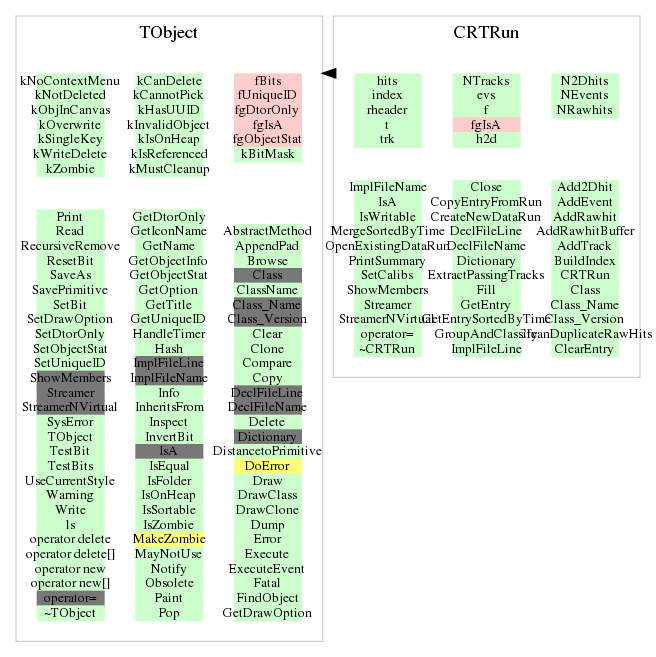 TObject
kNoContextMenu
kNotDeleted
kObjInCanvas
kOverwrite
kSingleKey
kWriteDelete
kZombie
kCanDelete
kCannotPick
kHasUUID
kInvalidObject
kIsOnHeap
kIsReferenced
kMustCleanup
fBits
fUniqueID
fgDtorOnly
fgIsA
fgObjectStat
kBitMask
Print
Read
RecursiveRemove
ResetBit
SaveAs
SavePrimitive
SetBit
SetDrawOption
SetDtorOnly
SetObjectStat
SetUniqueID
ShowMembers
Streamer
StreamerNVirtual
SysError
TObject
TestBit
TestBits
UseCurrentStyle
Warning
Write
ls
operator delete
operator delete[]
operator new
operator new[]
operator=
~TObject
GetDtorOnly
GetIconName
GetName
GetObjectInfo
GetObjectStat
GetOption
GetTitle
GetUniqueID
HandleTimer
Hash
ImplFileLine
ImplFileName
Info
InheritsFrom
Inspect
InvertBit
IsA
IsEqual
IsFolder
IsOnHeap
IsSortable
IsZombie
MakeZombie
MayNotUse
Notify
Obsolete
Paint
Pop
AbstractMethod
AppendPad
Browse
Class
ClassName
Class_Name
Class_Version
Clear
Clone
Compare
Copy
DeclFileLine
DeclFileName
Delete
Dictionary
DistancetoPrimitive
DoError
Draw
DrawClass
DrawClone
Dump
Error
Execute
ExecuteEvent
Fatal
FindObject
GetDrawOption
CRTRun
hits
index
rheader
t
trk
NTracks
evs
f
fgIsA
h2d
N2Dhits
NEvents
NRawhits
ImplFileName
IsA
IsWritable
MergeSortedByTime
OpenExistingDataRun
PrintSummary
SetCalibs
ShowMembers
Streamer
StreamerNVirtual
operator=
~CRTRun
Close
CopyEntryFromRun
CreateNewDataRun
DeclFileLine
DeclFileName
Dictionary
ExtractPassingTracks
Fill
GetEntry
GetEntrySortedByTime
GroupAndClassify
ImplFileLine
Add2Dhit
AddEvent
AddRawhit
AddRawhitBuffer
AddTrack
BuildIndex
CRTRun
Class
Class_Name
Class_Version
ClearEntry